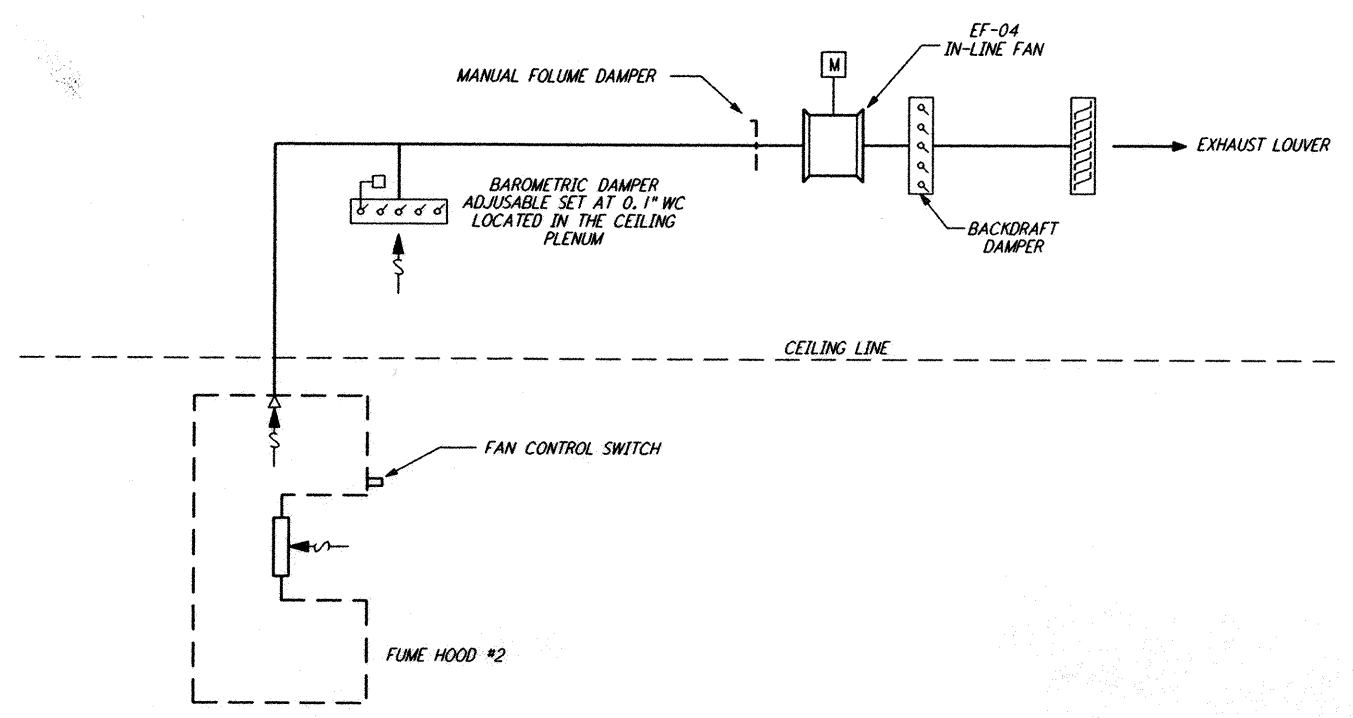 EF-04
IN-LINE FAN
MANUAL FOLUME DAMPER
M
EXHAUST LOUVER
BAROMETRIC DAMPER
ADJUSABLE SET AT 0.1" WC
LOCATED IN THE CEILING
PLENUM
BACKDRAFT
DAMPER
CEILING LINE
FAN CONTROL SWITCH
FUME HOOD #2